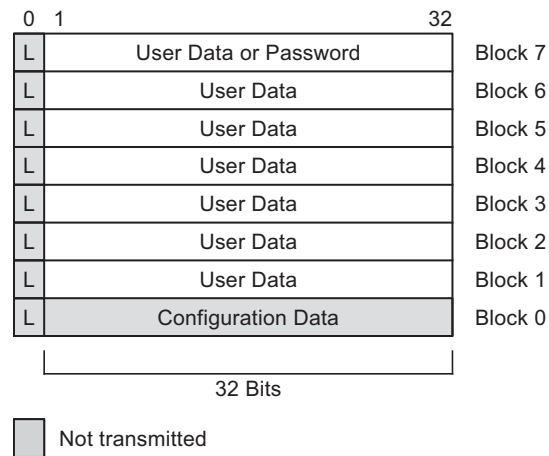 0 1 32
L User Data or Password Block 7
L User Data Block 6
L User Data Block 5
L User Data Block 4
L User Data Block 3
L User Data Block 2
L User Data Block 1
L Configuration Data Block 0
32 Bits
Not transmitted